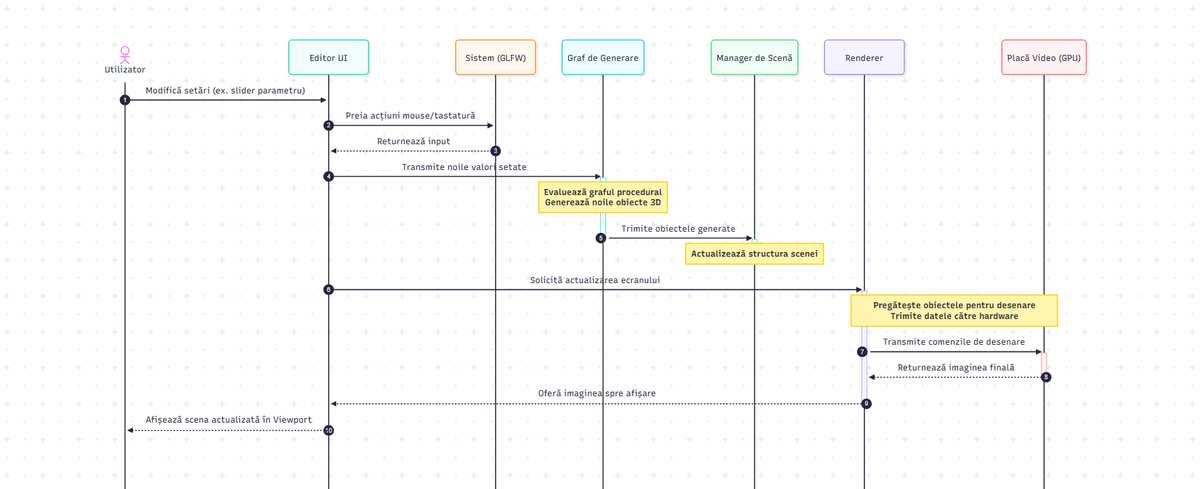 Utilizator
Editor UI
Sistem (GLFW)
Graf de Generare
Manager de Scenă
Renderer
Placă Video (GPU)
1
Modifică setări (ex. slider parametru)
2
Preia acțiuni mouse/tastatură
Returnează input
3
4
Transmite noile valori setate
Evaluează graful procedural
Generează noile obiecte 3D
5
Trimite obiectele generate
Actualizează structura scenei
6
Solicită actualizarea ecranului
Pregătește obiectele pentru desenare
Trimite datele către hardware
7
Transmite comenzile de desenare
Returnează imaginea finală
8
Oferă imaginea spre afișare
9
Afișează scena actualizată în Viewport
10